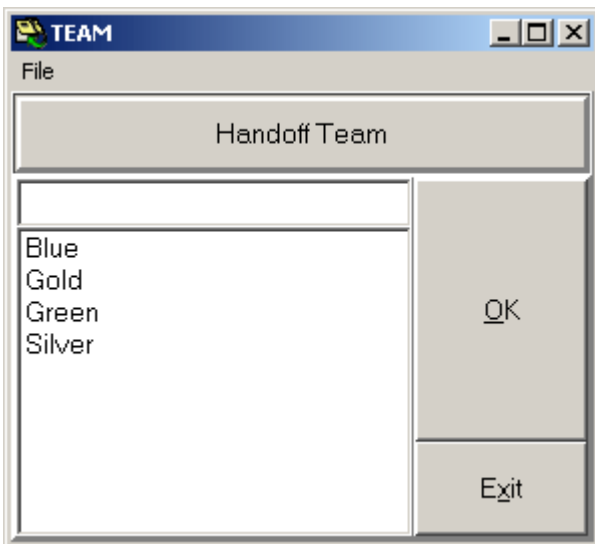 TEAM
File
Handoff Team
Blue
Gold
Green
Silver
OK
Exit